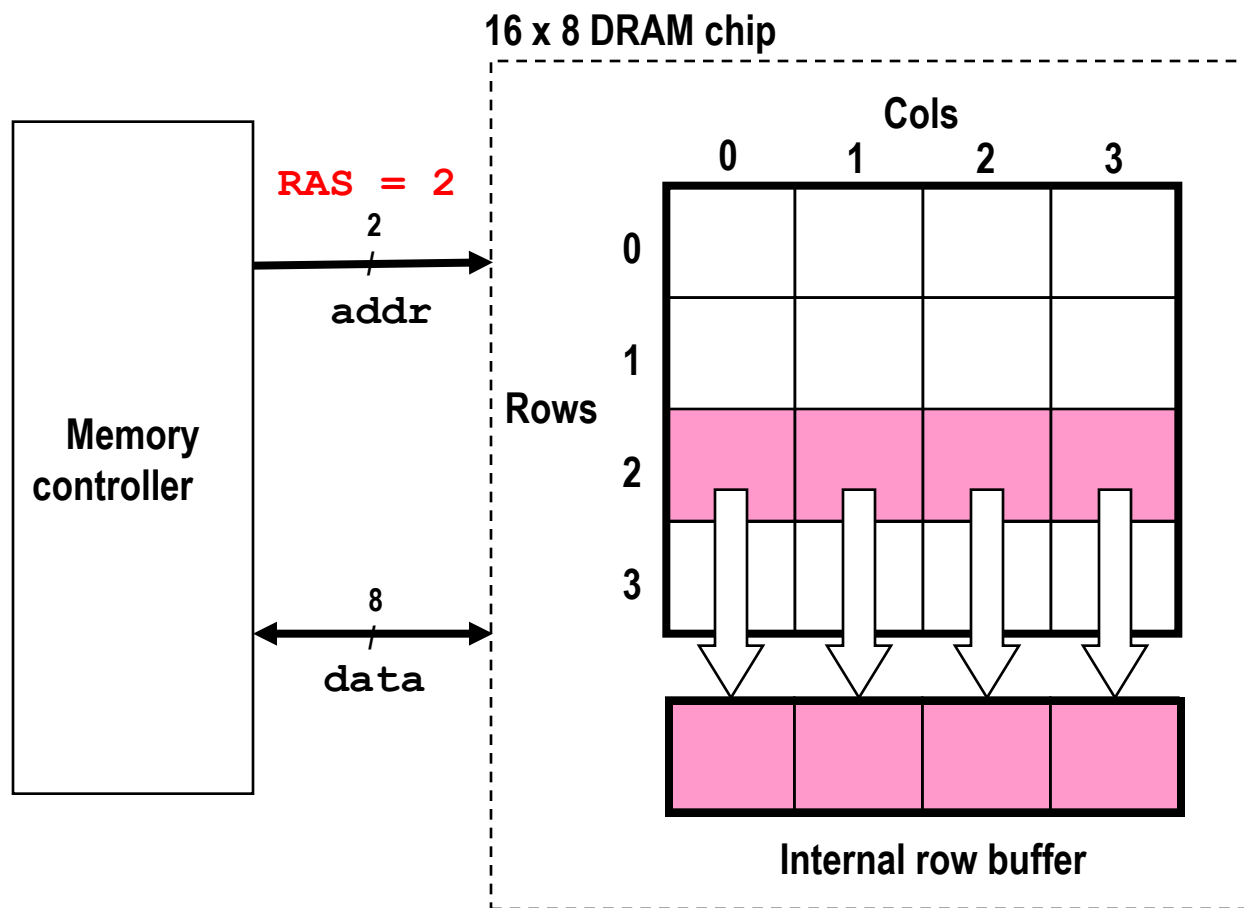 16 x 8 DRAM chip
Cols
0 1 2 3
RAS = 2
2
addr
0
1
Rows
Memory
controller
2
3
8
data
Internal row buffer